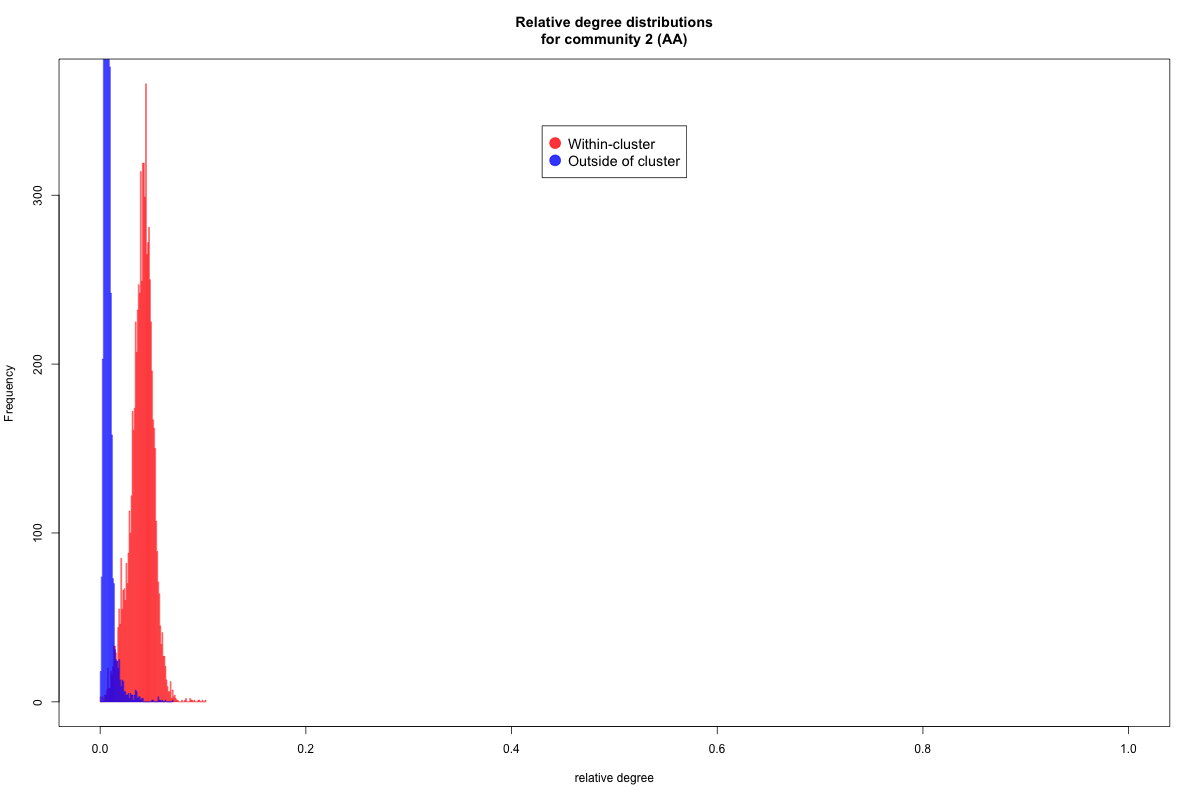 Relative degree distributions
for community 2 (AA)
Within-cluster
Outside of cluster
Frequency
300
200
100
0
0.0 0.2 0.4 0.6 0.8 1.0
relative degree